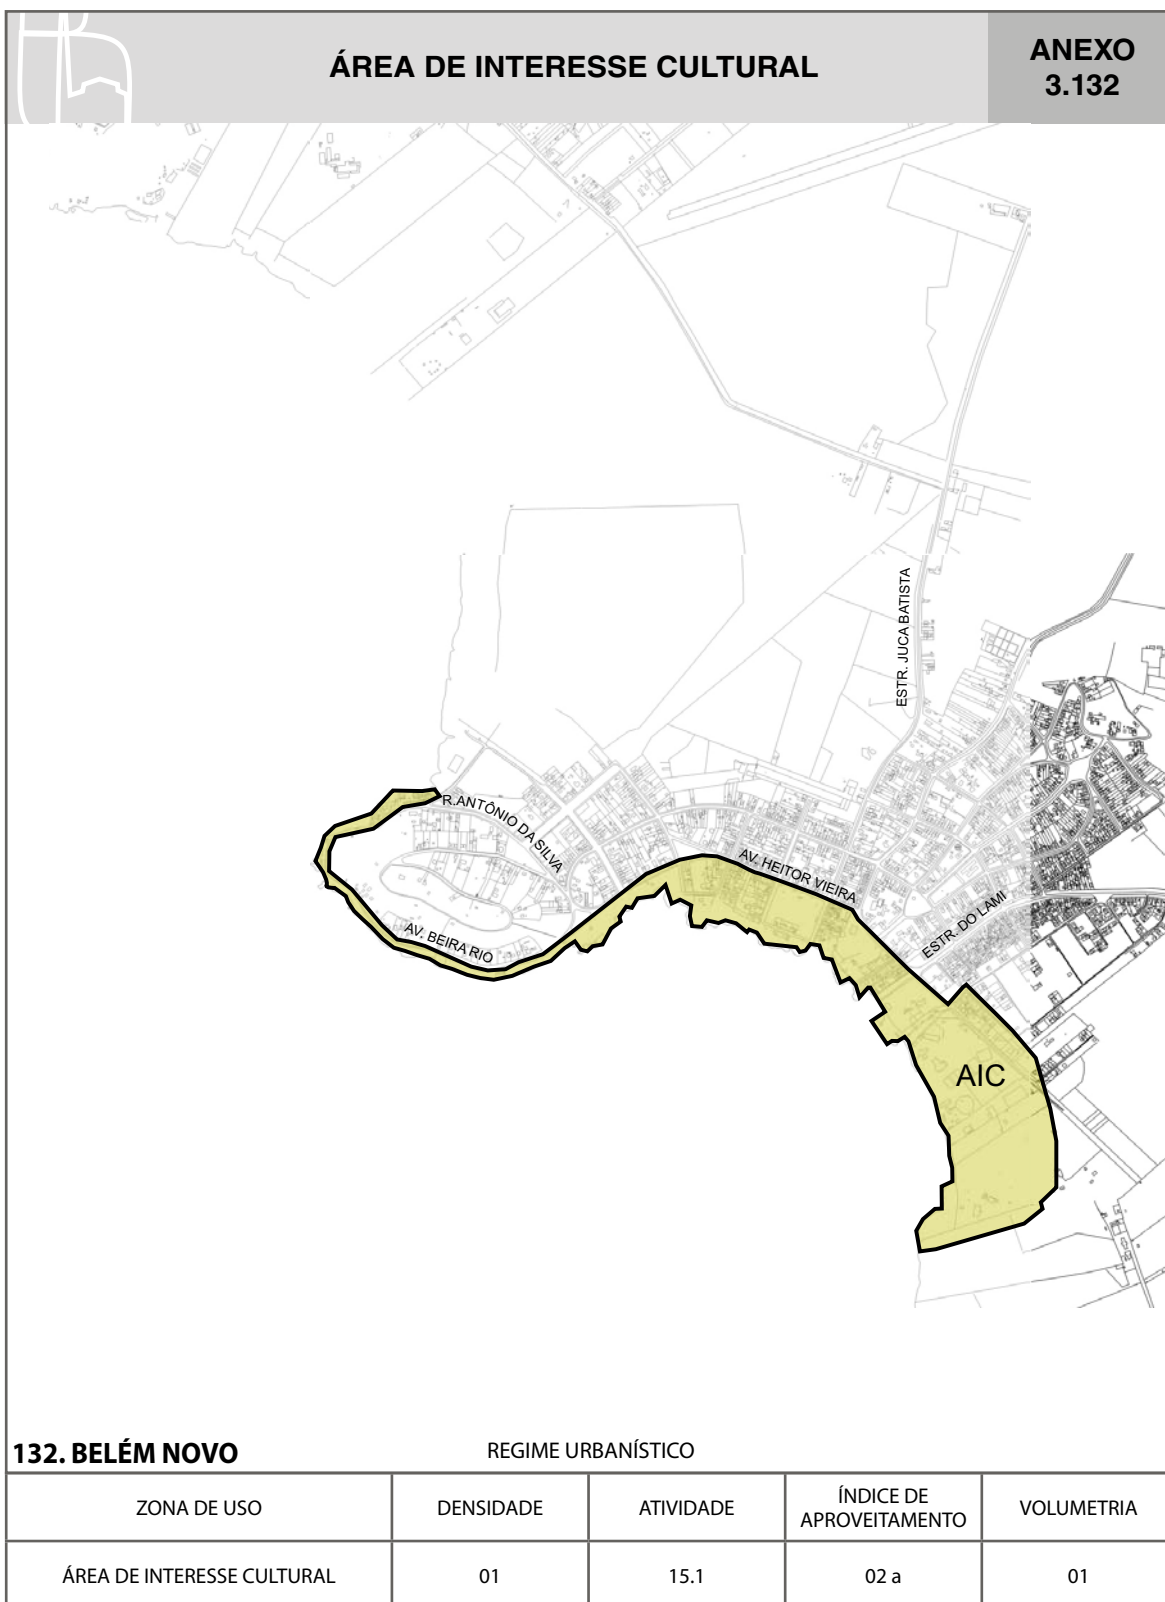 ÁREA DE INTERESSE CULTURAL
ANEXO
3.132
ESTR. JUCA BATISTA
R.ANTÔNIO DA SILVA
AV. HEITOR VIEIRA
AV. BEIRA RIO
ESTR. DO LAMI
AIC
132. BELÉM NOVO
REGIME URBANÍSTICO
ZONA DE USO
DENSIDADE
ATIVIDADE
ÍNDICE DE
APROVEITAMENTO
VOLUMETRIA
ÁREA DE INTERESSE CULTURAL
01
15.1
02 a
01